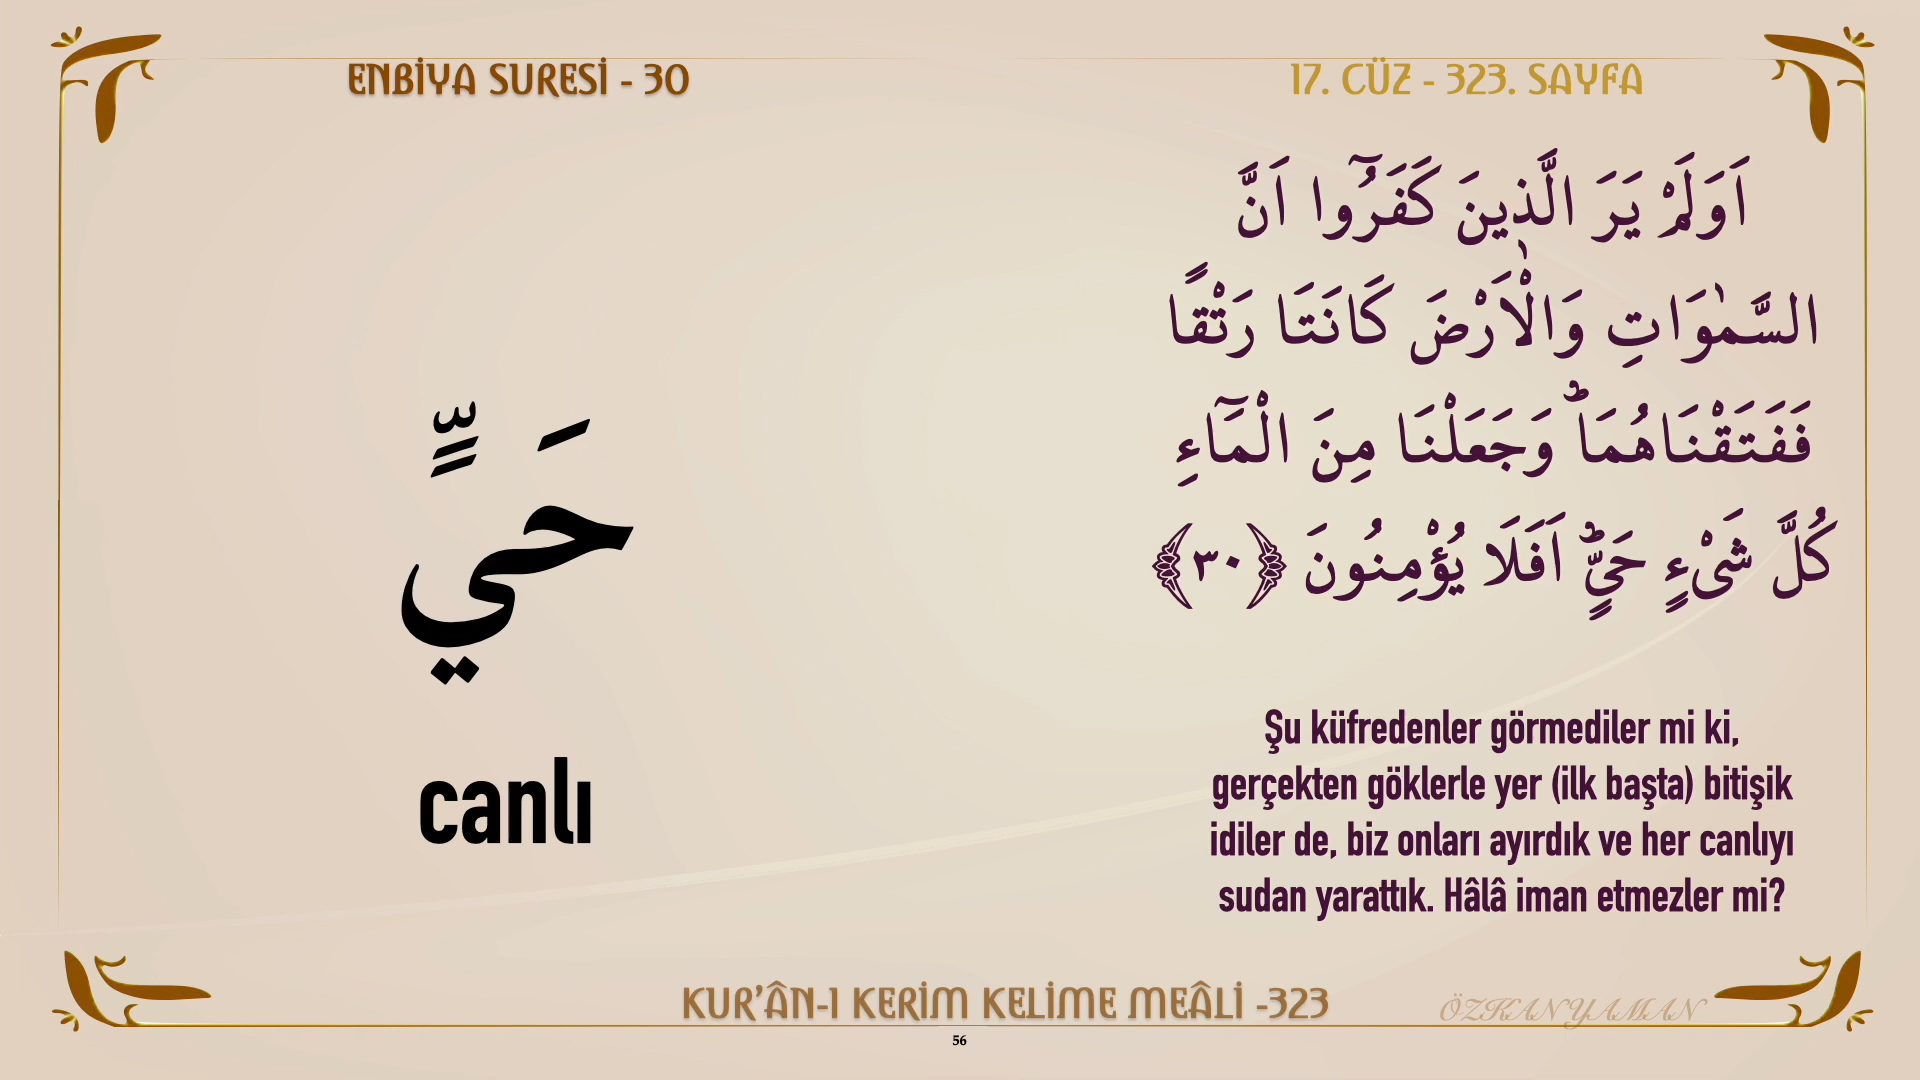 ENBİYA SURESİ - 30
17. CÜZ - 323. SAYFA
اَوَلَمْ يَرَ الَّذ۪ينَ كَفَرُٓوا اَنَّ
السَّمٰوَاتِ وَالْاَرْضَ كَانَتَا رَتْقًا
فَفَتَقْنَاهُمَاۜ وَجَعَلْنَا مِنَ الْمَٓاءِ
كُلَّ شَىْءٍ حَيٍّۜ اَفَلَا يُؤْمِنُونَ ﴿٣٠﴾
حَيٍّ
canlı
Şu küfredenler görmediler mi ki,
gerçekten göklerle yer (ilk başta) bitişik
idiler de, biz onları ayırdık ve her canlıyı
sudan yarattık. Hâlâ iman etmezler mi?
KUR’ÂN-I KERİM KELİME MEÂLİ -323
ÖZKAN YAMAN
56